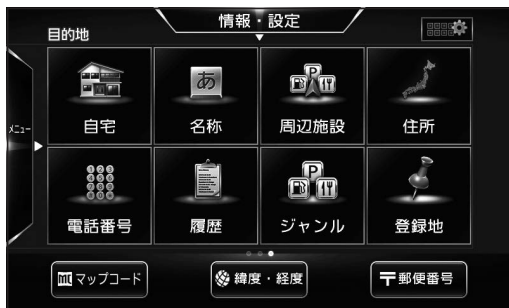 情報・設定
目的地
メニュー
自宅
名称
周辺施設
住所
電話番号
履歴
ジャンル
登録地
マップコード
緯度・経度
〒郵便番号